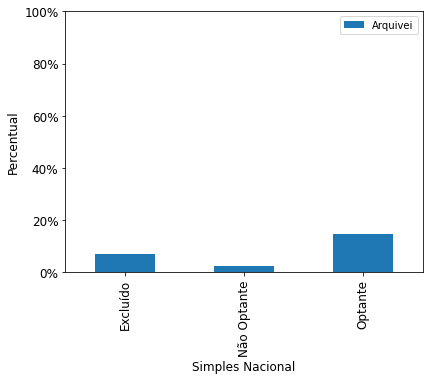 100%
80%
60%
40%
20%
0%
Percentual
Arquivei
Excluído
Não Optante
Optante
Simples Nacional